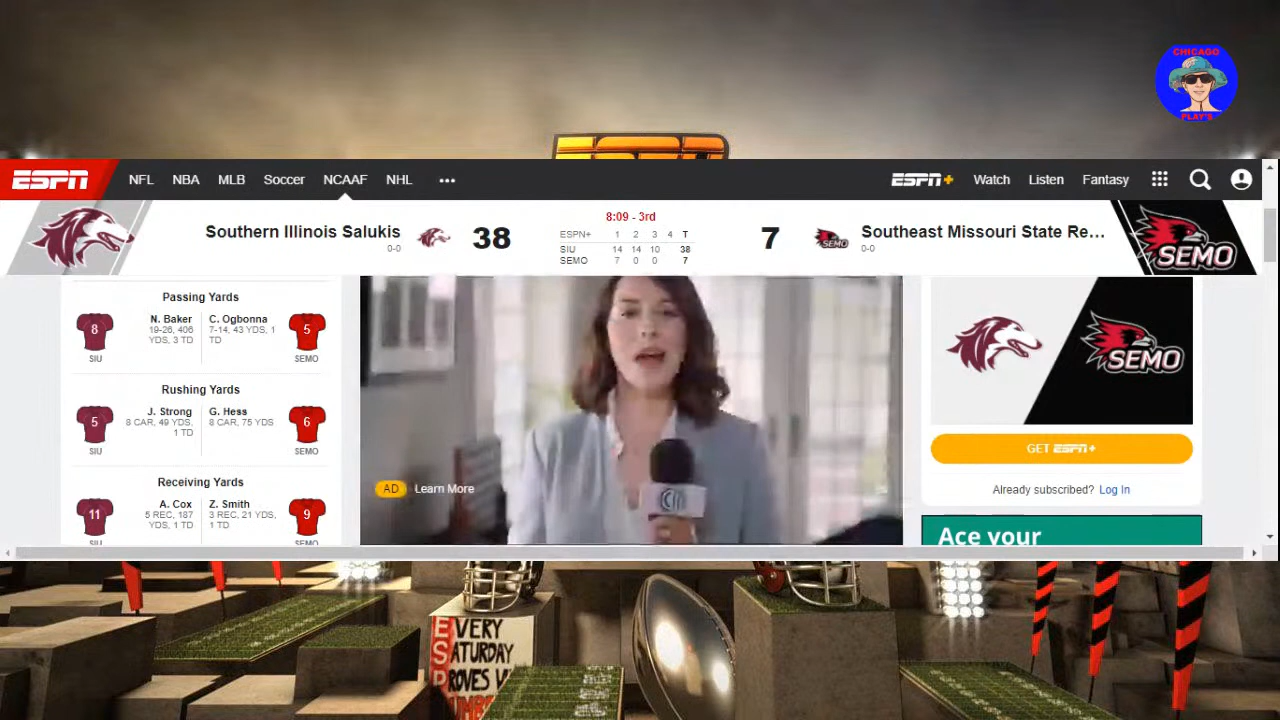 CHICAGO
PLAY'S
ESPN NFL NBA MLB Soccer NCAAF NHL ••• ESPN+ Watch Listen Fantasy
Southern Illinois Salukis
0-0
38
8:09 - 3rd
ESPN+ 1 2 3 4 T
SIU 14 14 10 38
SEMO 7 0 0 7
7
SEMO
Southeast Missouri State Re...
0-0
SEMO
Passing Yards
8
SIU
N. Baker
19-26, 406
YDS, 3 TD
C. Ogbonna
7-14, 43 YDS, 1
TD
5
SEMO
Rushing Yards
5
SIU
J. Strong
8 CAR, 49 YDS,
1 TD
G. Hess
8 CAR, 75 YDS
6
SEMO
Receiving Yards
11
SIU
A. Cox
5 REC, 187
YDS, 1 TD
Z. Smith
3 REC, 21 YDS,
1 TD
9
SEMO
AD Learn More
SEMO
GET ESPN+
Already subscribed? Log In
Ace your
EVERY
SATURDAY
PROVES